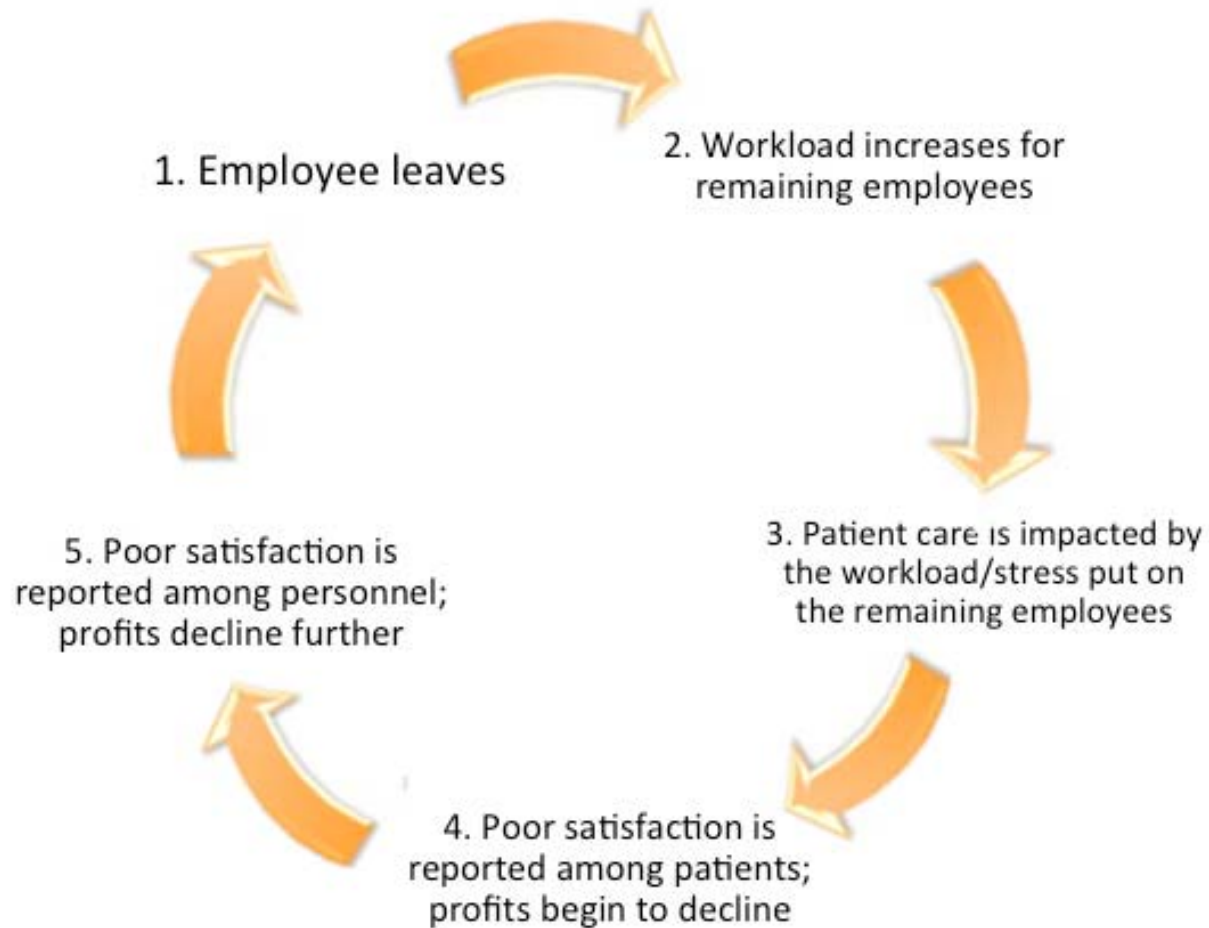 1. Employee leaves
2. Workload increases for
remaining employees
3. Patient care is impacted by
the workload/stress put on
the remaining employees
4. Poor satisfaction is
reported among patients;
profits begin to decline
5. Poor satisfaction is
reported among personnel;
profits decline further